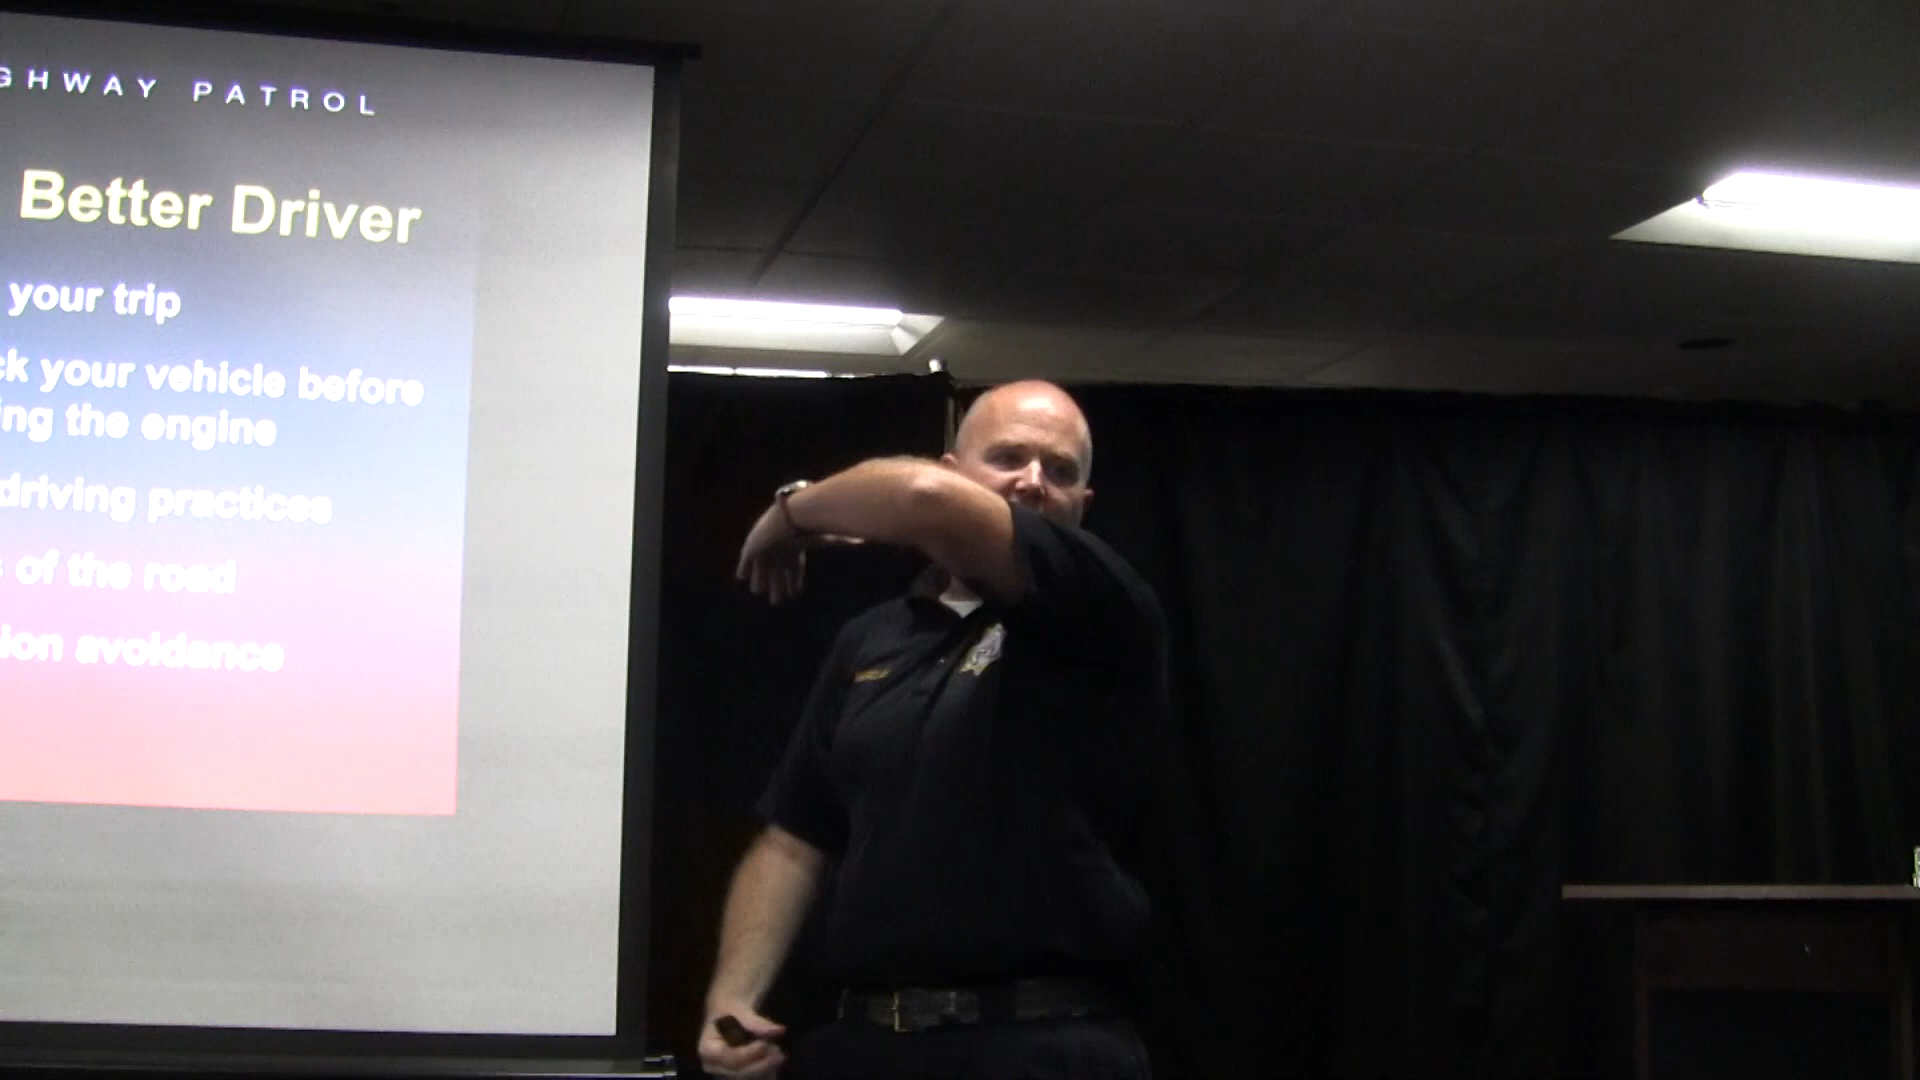 GHWAY PATROL
Better Driver
your trip
ck your vehicle before
ing the engine
driving practices
s of the road
ion avoidance